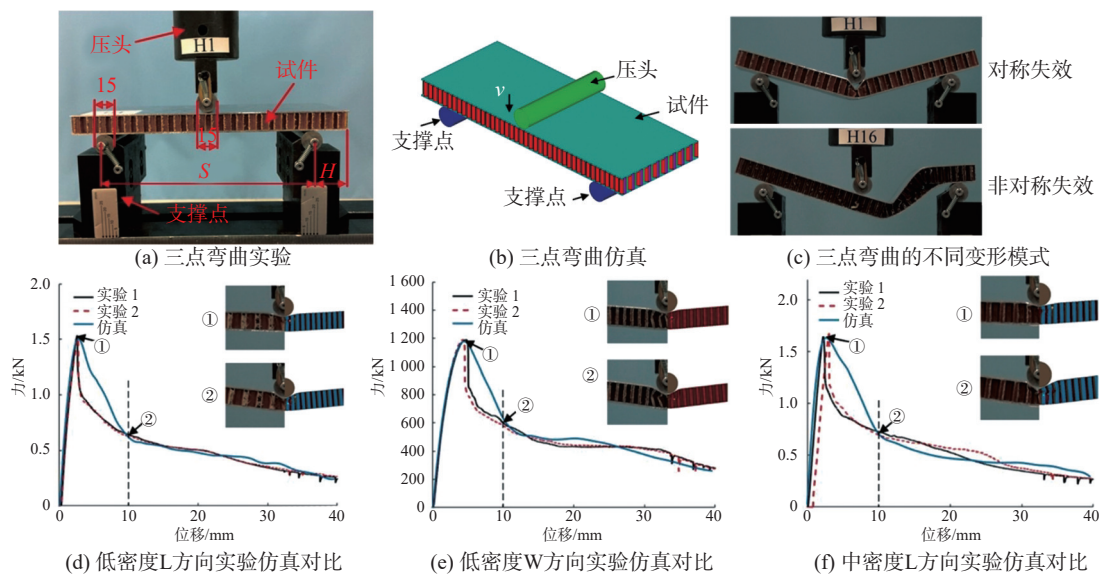 压头
H1
试件
15
15
S
H
支撑点
(a) 三点弯曲实验
压头
v
试件
支撑点
支撑点
(b) 三点弯曲仿真
H1
对称失效
H16
非对称失效
(c) 三点弯曲的不同变形模式
2.0
1.5
1.0
0.5
0
力/kN
实验 1
实验 2
仿真
①
②
①
②
0 10 20 30 40
位移/mm
(d) 低密度L方向实验仿真对比
1 600
1 400
1 200
1 000
800
600
400
200
0
力/kN
实验 1
实验 2
仿真
①
②
①
②
0 10 20 30 40
位移/mm
(e) 低密度W方向实验仿真对比
2.0
1.5
1.0
0.5
0
力/kN
实验 1
实验 2
仿真
①
②
①
②
0 10 20 30 40
位移/mm
(f) 中密度L方向实验仿真对比